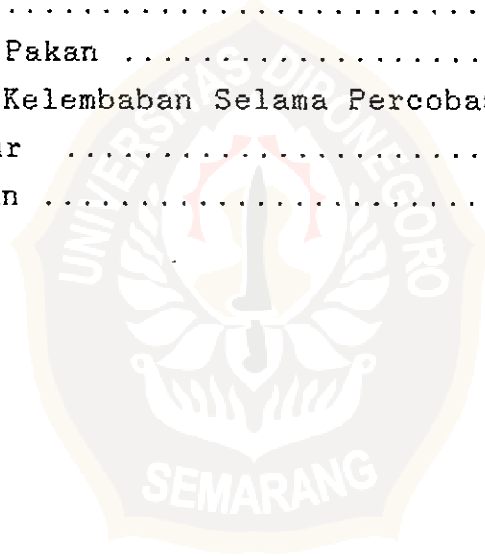 . . . . . . . . . . . . . . . . . . . . . . . . .
Pakan . . . . . . . . . . . . . . . . . . .
Kelembaban Selama Percoba
r . . . . . . . . . . . . . . . . . . . . . .
n . . . . . . . . . . . . . . . . . . . . . . .
UNIVERSITAS DIPONEGORO
SEMARANG